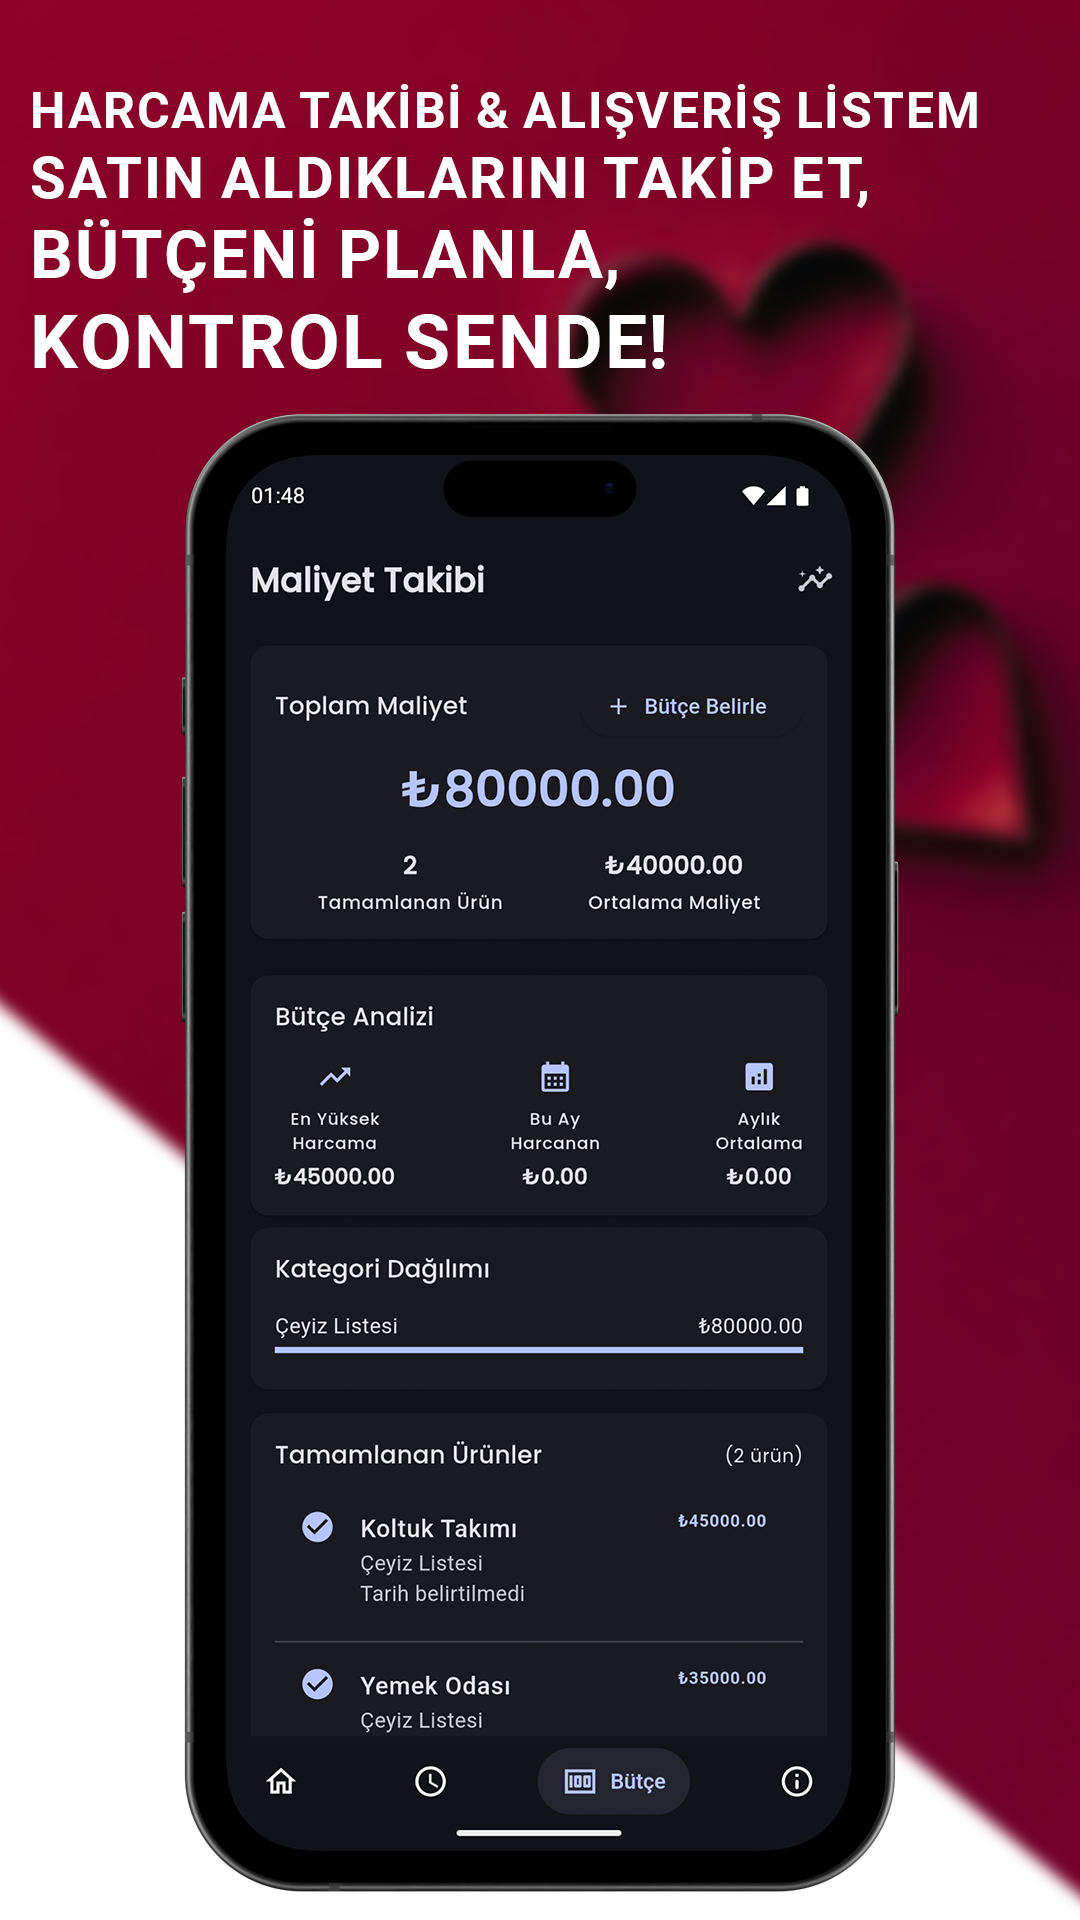 HARCAMA TAKİBİ & ALIŞVERİŞ LİSTEM
SATIN ALDIKLARINI TAKİP ET,
BÜTÇENİ PLANLA,
KONTROL SENDE!
01:48
Maliyet Takibi
Toplam Maliyet
+ Bütçe Belirle
₺80000.00
2
₺40000.00
Tamamlanan Ürün
Ortalama Maliyet
Bütçe Analizi
En Yüksek
Harcama
₺45000.00
Bu Ay
Harcanan
₺0.00
Aylık
Ortalama
₺0.00
Kategori Dağılımı
Çeyiz Listesi
₺80000.00
Tamamlanan Ürünler
(2 ürün)
Koltuk Takımı
₺45000.00
Çeyiz Listesi
Tarih belirtilmedi
Yemek Odası
₺35000.00
Çeyiz Listesi
Bütçe